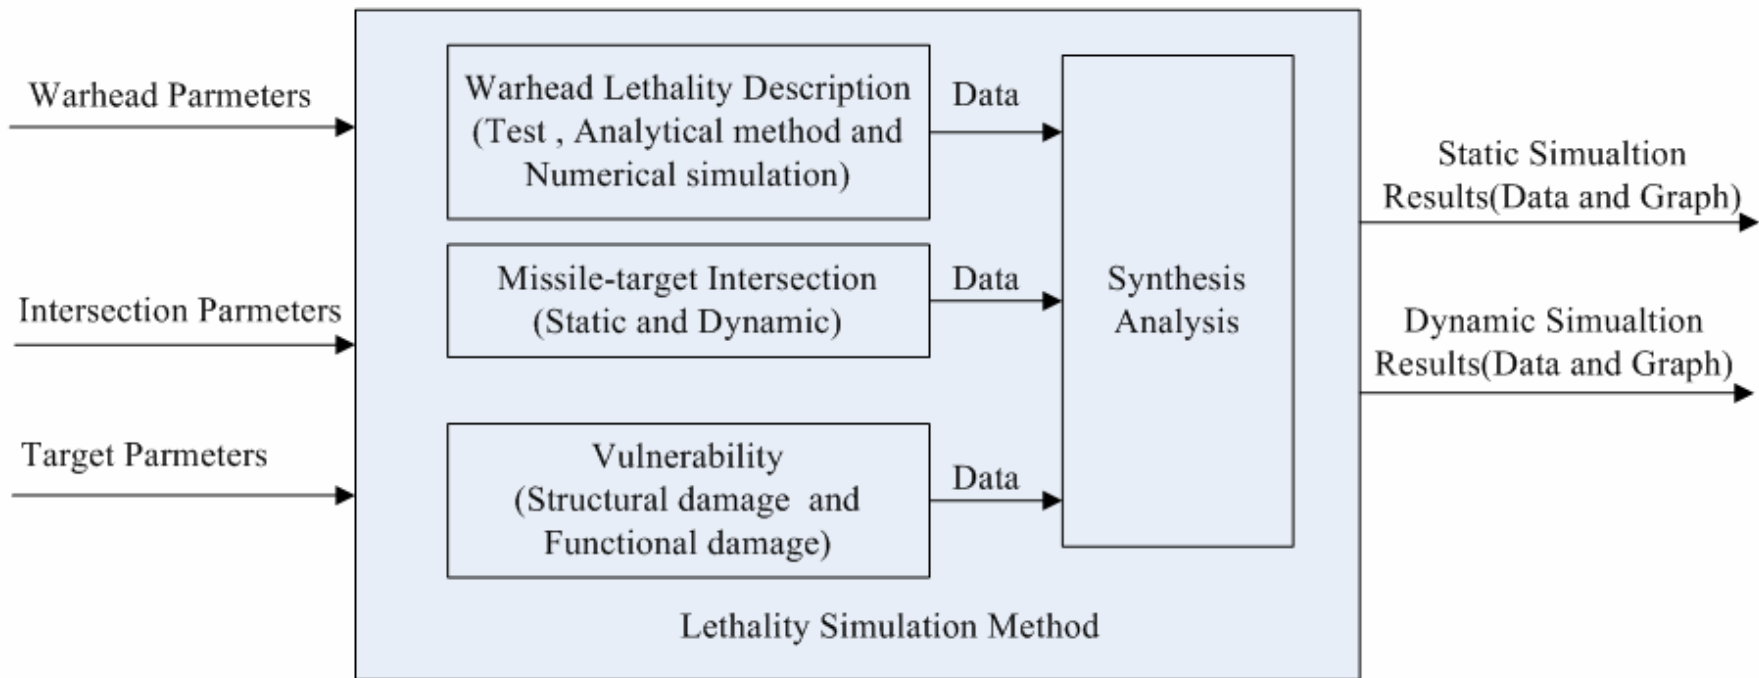 Warhead Parmeters
Intersection Parmeters
Target Parmeters
Warhead Lethality Description
(Test , Analytical method and
Numerical simulation)
Data
Missile-target Intersection
(Static and Dynamic)
Data
Vulnerability
(Structural damage and
Functional damage)
Data
Synthesis
Analysis
Lethality Simulation Method
Static Simualtion
Results(Data and Graph)
Dynamic Simualtion
Results(Data and Graph)